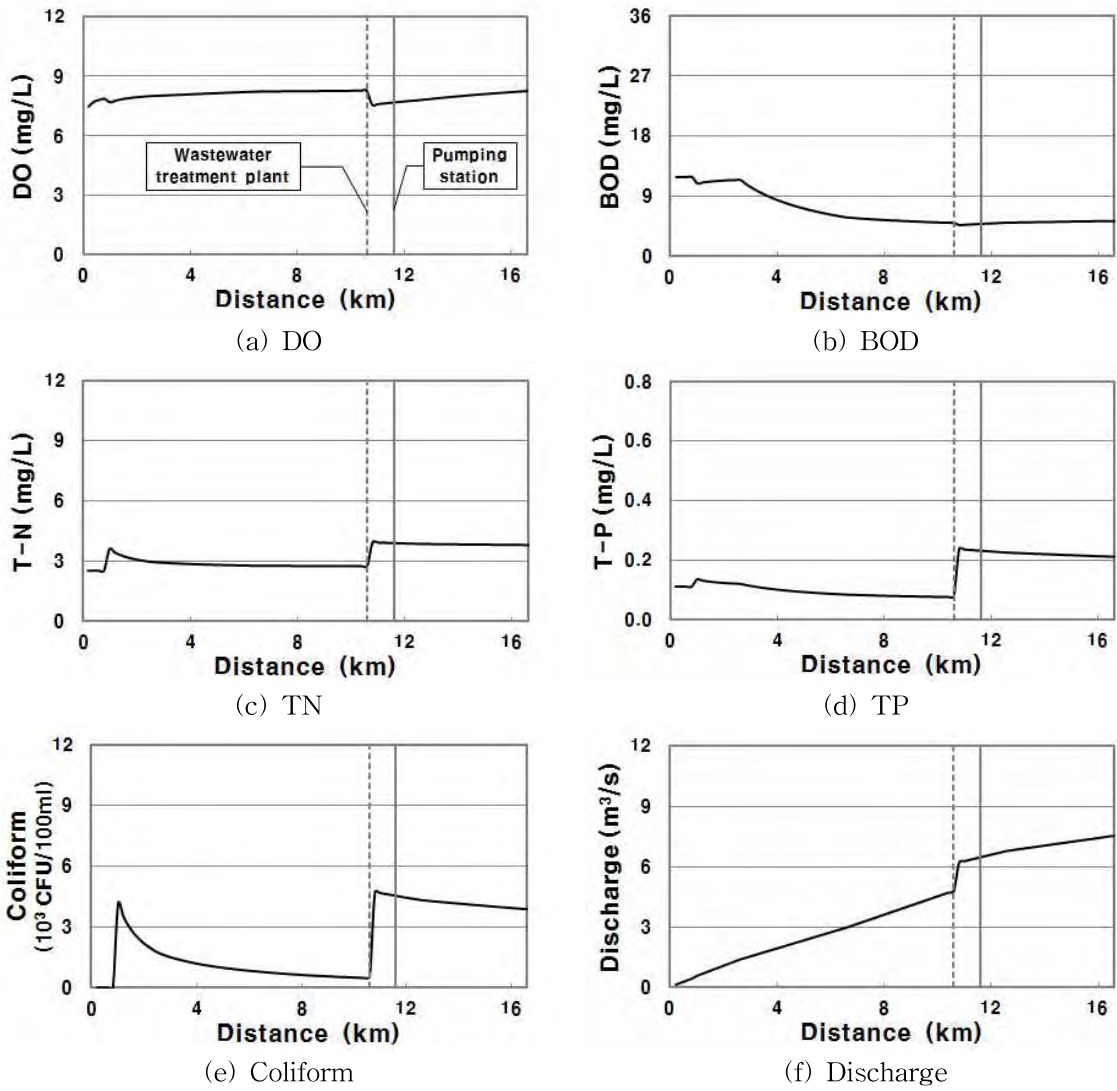 DO (mg/L)
12
9
6
3
0
Wastewater
treatment plant
Pumping
station
0 4 8 12 16
Distance (km)
(a) DO
BOD (mg/L)
36
27
18
9
0
0 4 8 12 16
Distance (km)
(b) BOD
T-N (mg/L)
12
9
6
3
0
0 4 8 12 16
Distance (km)
(c) TN
T-P (mg/L)
0.8
0.6
0.4
0.2
0.0
0 4 8 12 16
Distance (km)
(d) TP
Coliform
(10³ CFU/100ml)
12
9
6
3
0
0 4 8 12 16
Distance (km)
(e) Coliform
Discharge (m³/s)
12
9
6
3
0
0 4 8 12 16
Distance (km)
(f) Discharge